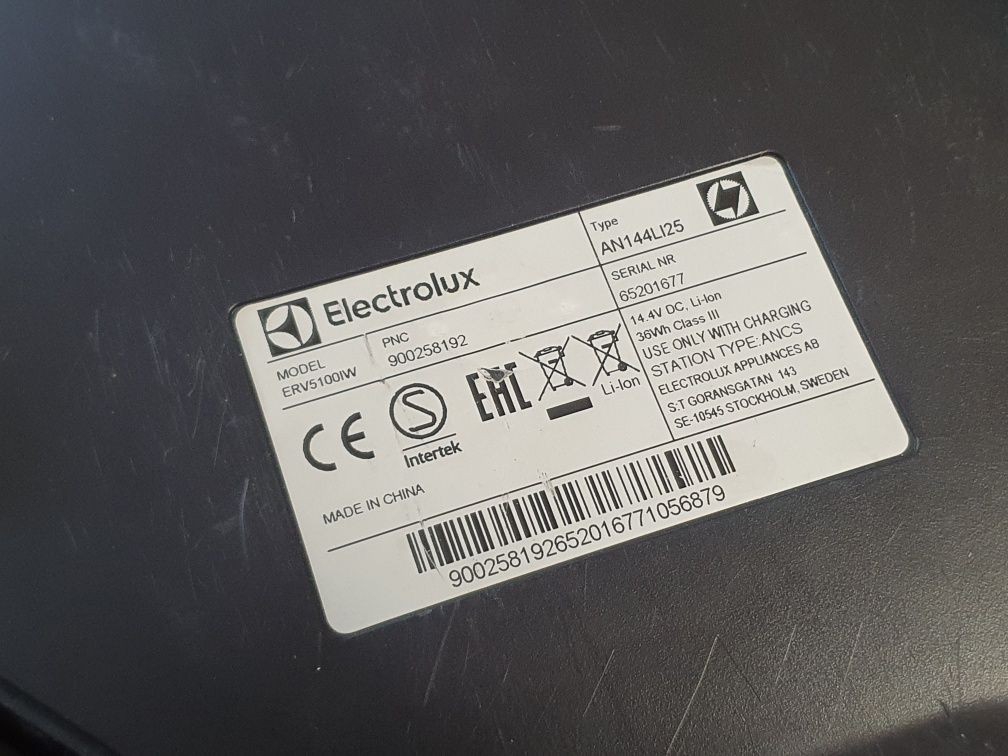 Electrolux
Type
AN144LI25
MODEL
ERV5100IW
PNC
900258192
SERIAL NR
65201677
14.4V DC, Li-Ion
36Wh Class III
USE ONLY WITH CHARGING
STATION TYPE:ANCS
ELECTROLUX APPLIANCES AB
S:T GORANSGATAN 143
SE-10545 STOCKHOLM, SWEDEN
CE
S
Intertek
EAC
Li-Ion
MADE IN CHINA
90025819265201677​1056879